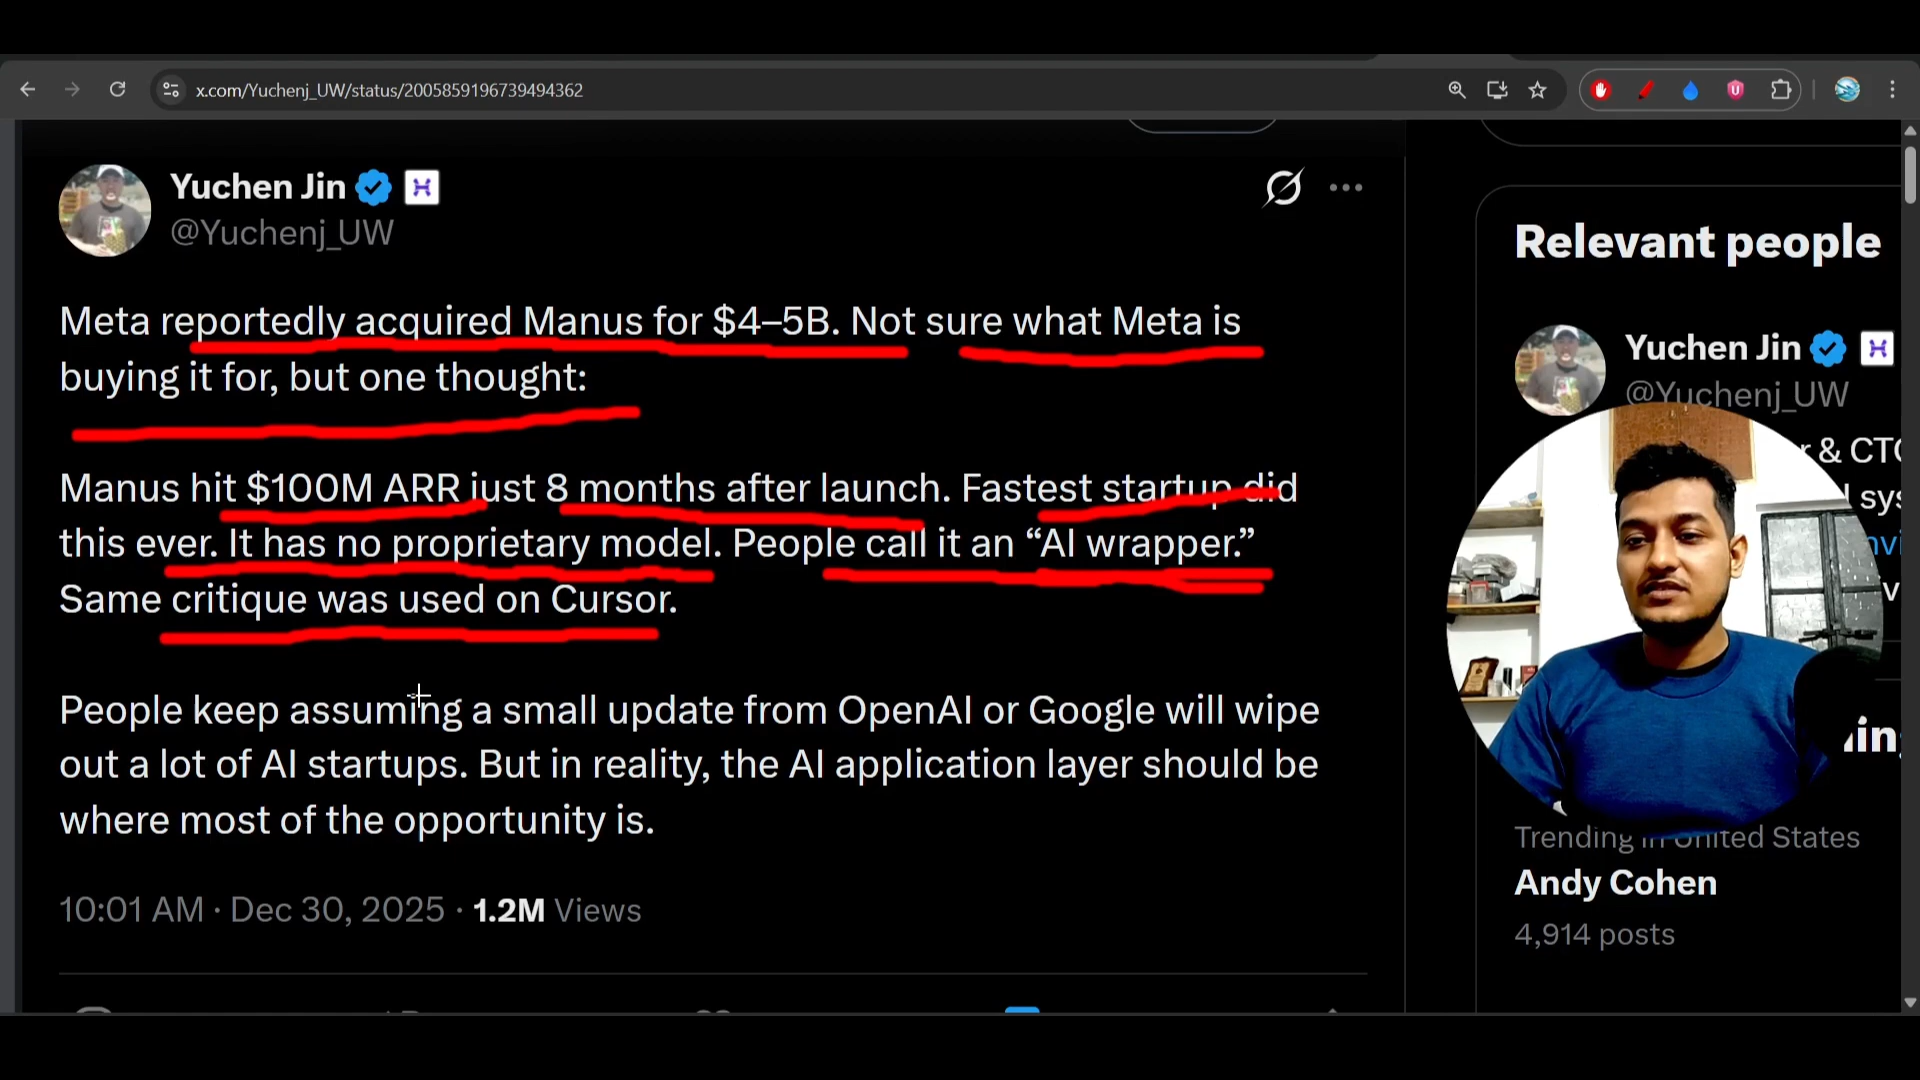 x.com/Yuchenj_UW/status/2005859196739494362
Yuchen Jin
@Yuchenj_UW
Meta reportedly acquired Manus for $4–5B. Not sure what Meta is
buying it for, but one thought:
Manus hit $100M ARR just 8 months after launch. Fastest startup did
this ever. It has no proprietary model. People call it an “AI wrapper.”
Same critique was used on Cursor.
People keep assuming a small update from OpenAI or Google will wipe
out a lot of AI startups. But in reality, the AI application layer should be
where most of the opportunity is.
10:01 AM · Dec 30, 2025 · 1.2M Views
Relevant people
Yuchen Jin
@Yuchenj_UW
& CTO
Trending in United States
Andy Cohen
4,914 posts